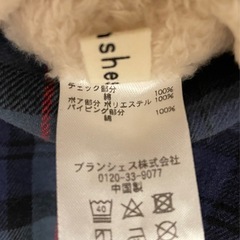 shes
チェック部分
綿 100%
ボア部分 ポリエステル 100%
パイピング部分
綿 100%
ブランシェス株式会社
0120-33-9077
中国製
40